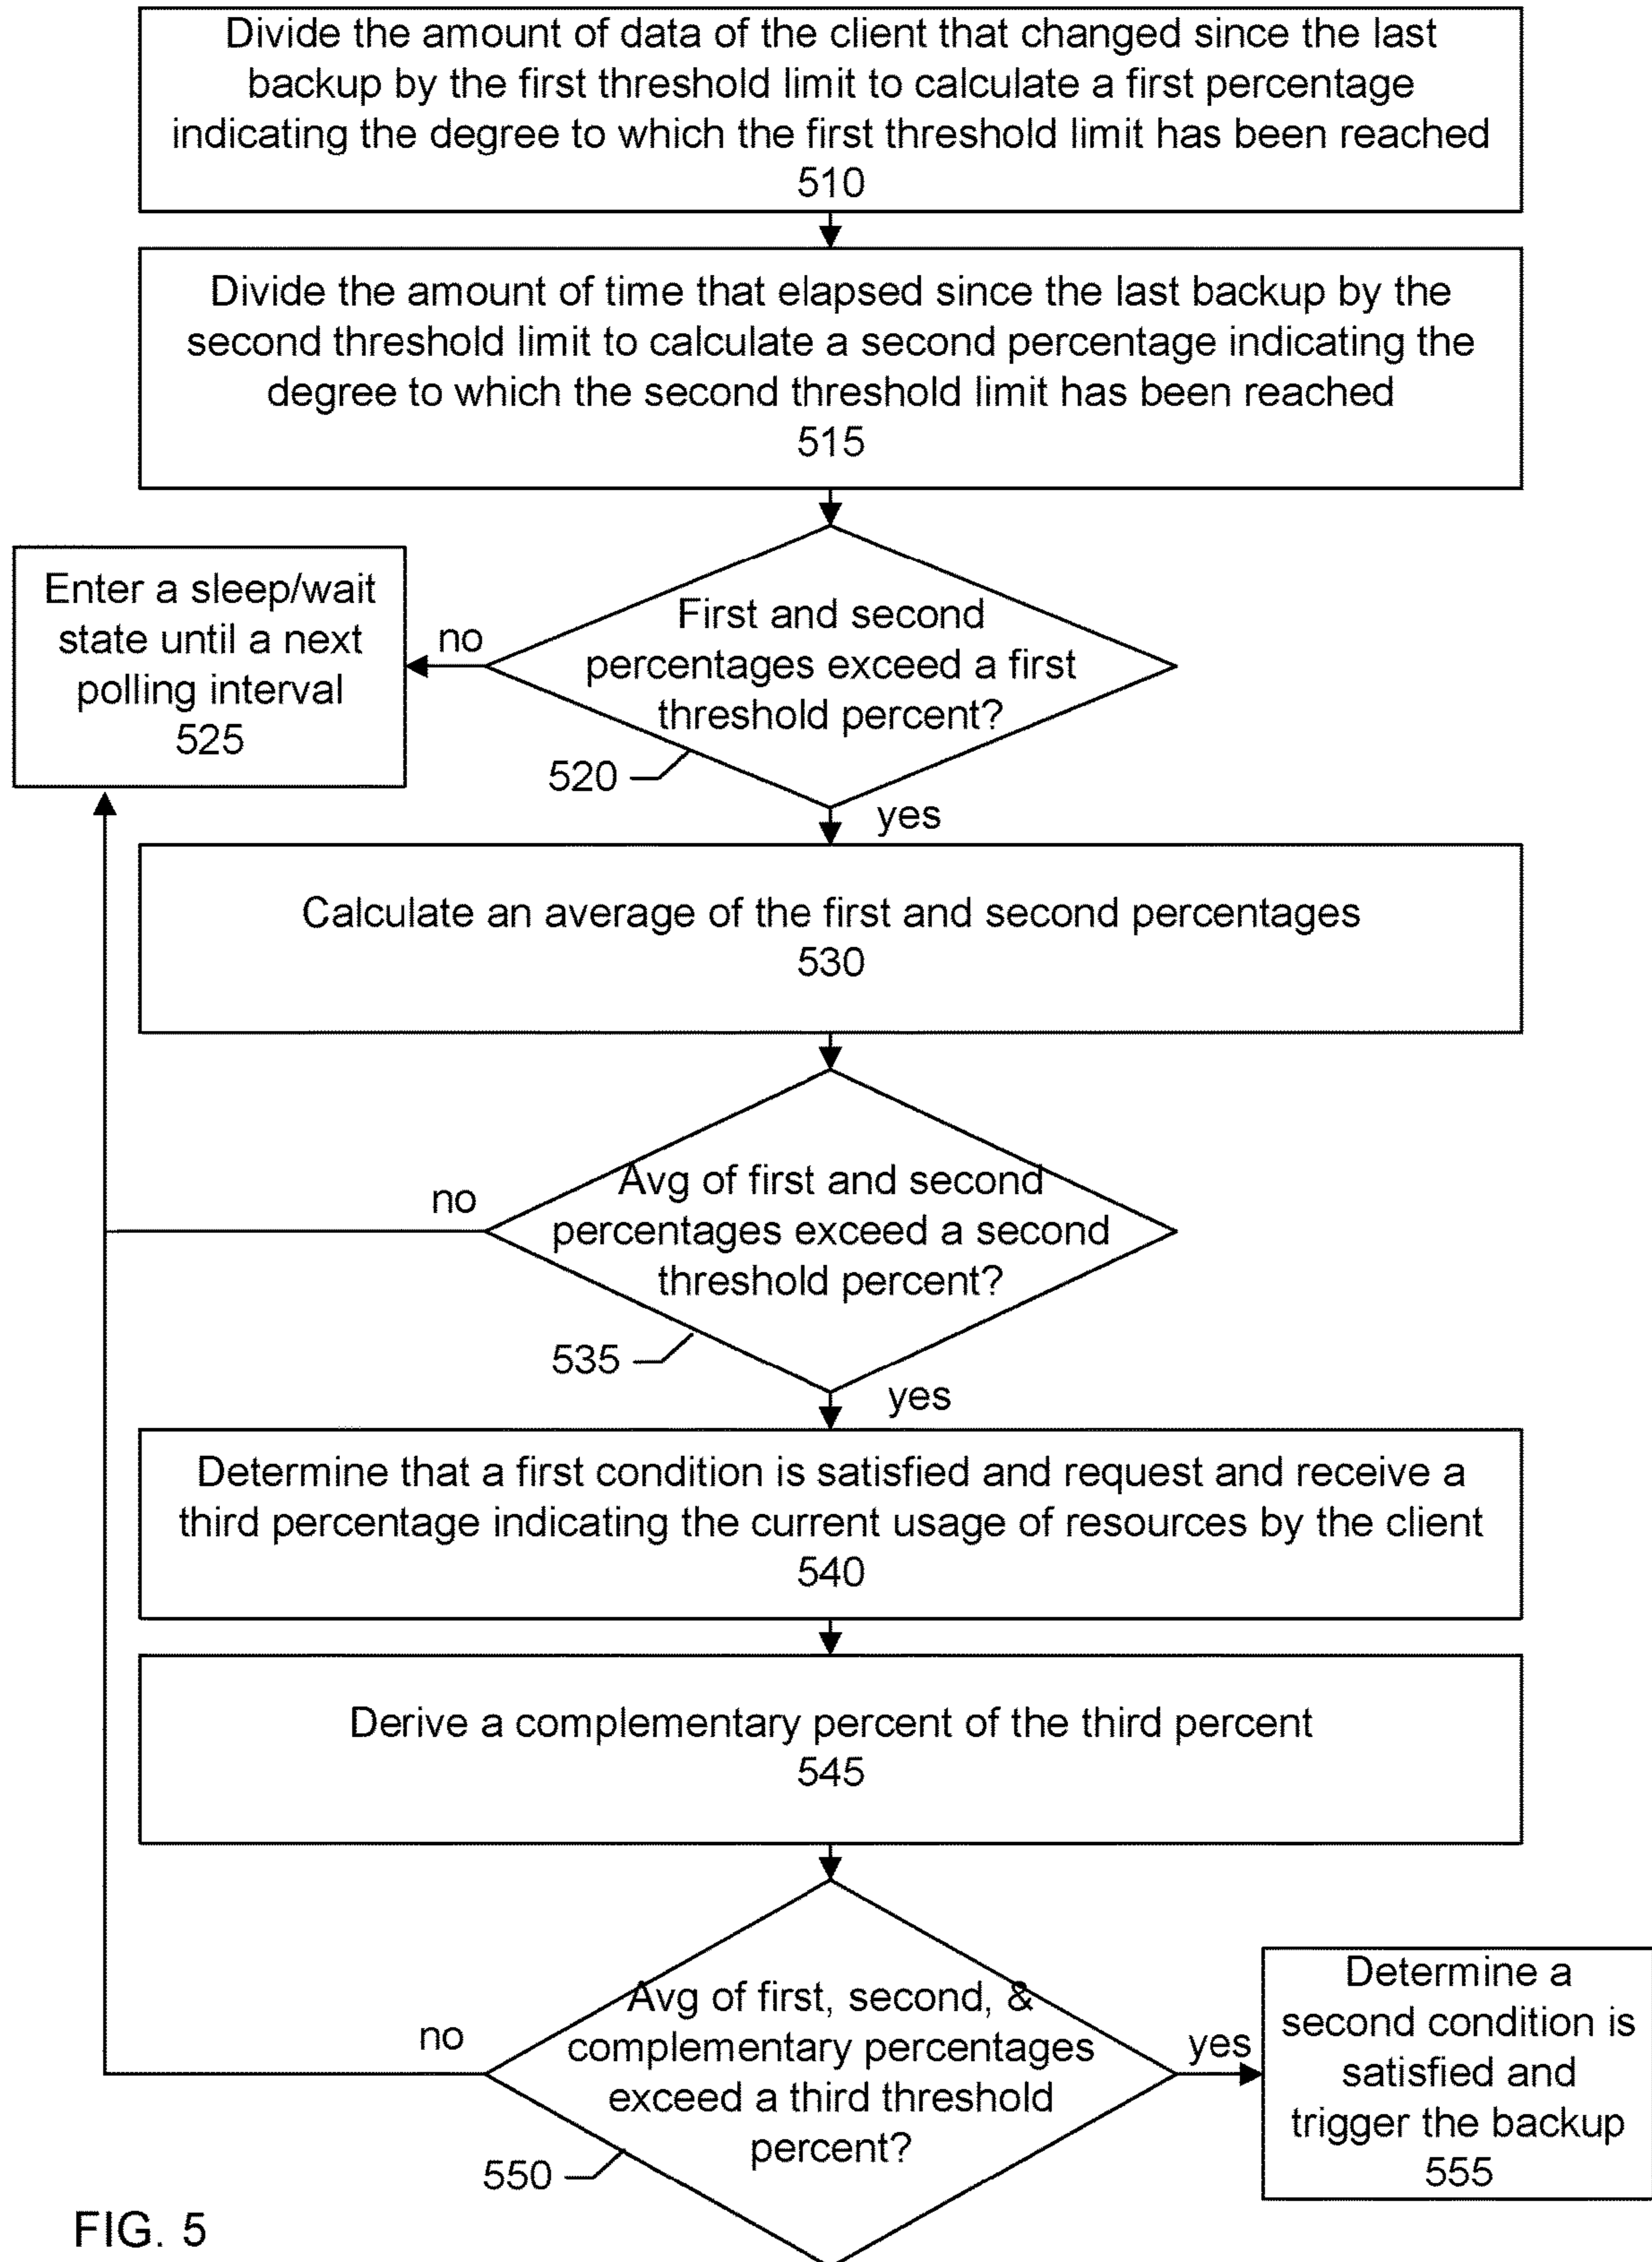 Divide the amount of data of the client that changed since the last
backup by the first threshold limit to calculate a first percentage
indicating the degree to which the first threshold limit has been reached
510
Divide the amount of time that elapsed since the last backup by the
second threshold limit to calculate a second percentage indicating the
degree to which the second threshold limit has been reached
515
Enter a sleep/wait
state until a next
polling interval
525
no
First and second
percentages exceed a first
threshold percent?
520
yes
Calculate an average of the first and second percentages
530
no
Avg of first and second
percentages exceed a second
threshold percent?
535
yes
Determine that a first condition is satisfied and request and receive a
third percentage indicating the current usage of resources by the client
540
Derive a complementary percent of the third percent
545
no
Avg of first, second, &
complementary percentages
exceed a third threshold
percent?
550
yes
Determine a
second condition is
satisfied and
trigger the backup
555
FIG. 5